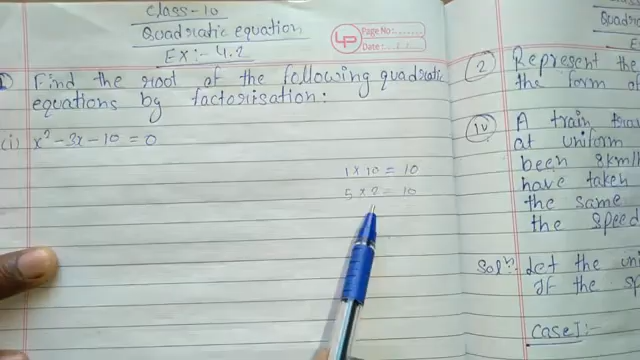 Class-10
Quadratic equation
Ex:- 4.2
Page No:
Date:
Find the root of the following quadratic
equations by factorisation:
(i) x² - 3x - 10 = 0
1 × 10 = 10
5 × 2 = 10
2 Represent the
the form of
iv A train tra
at uniform
been 8km/h
have taken
the same
the speed
Solⁿ:- Let the uni
If the sp
Case I:-